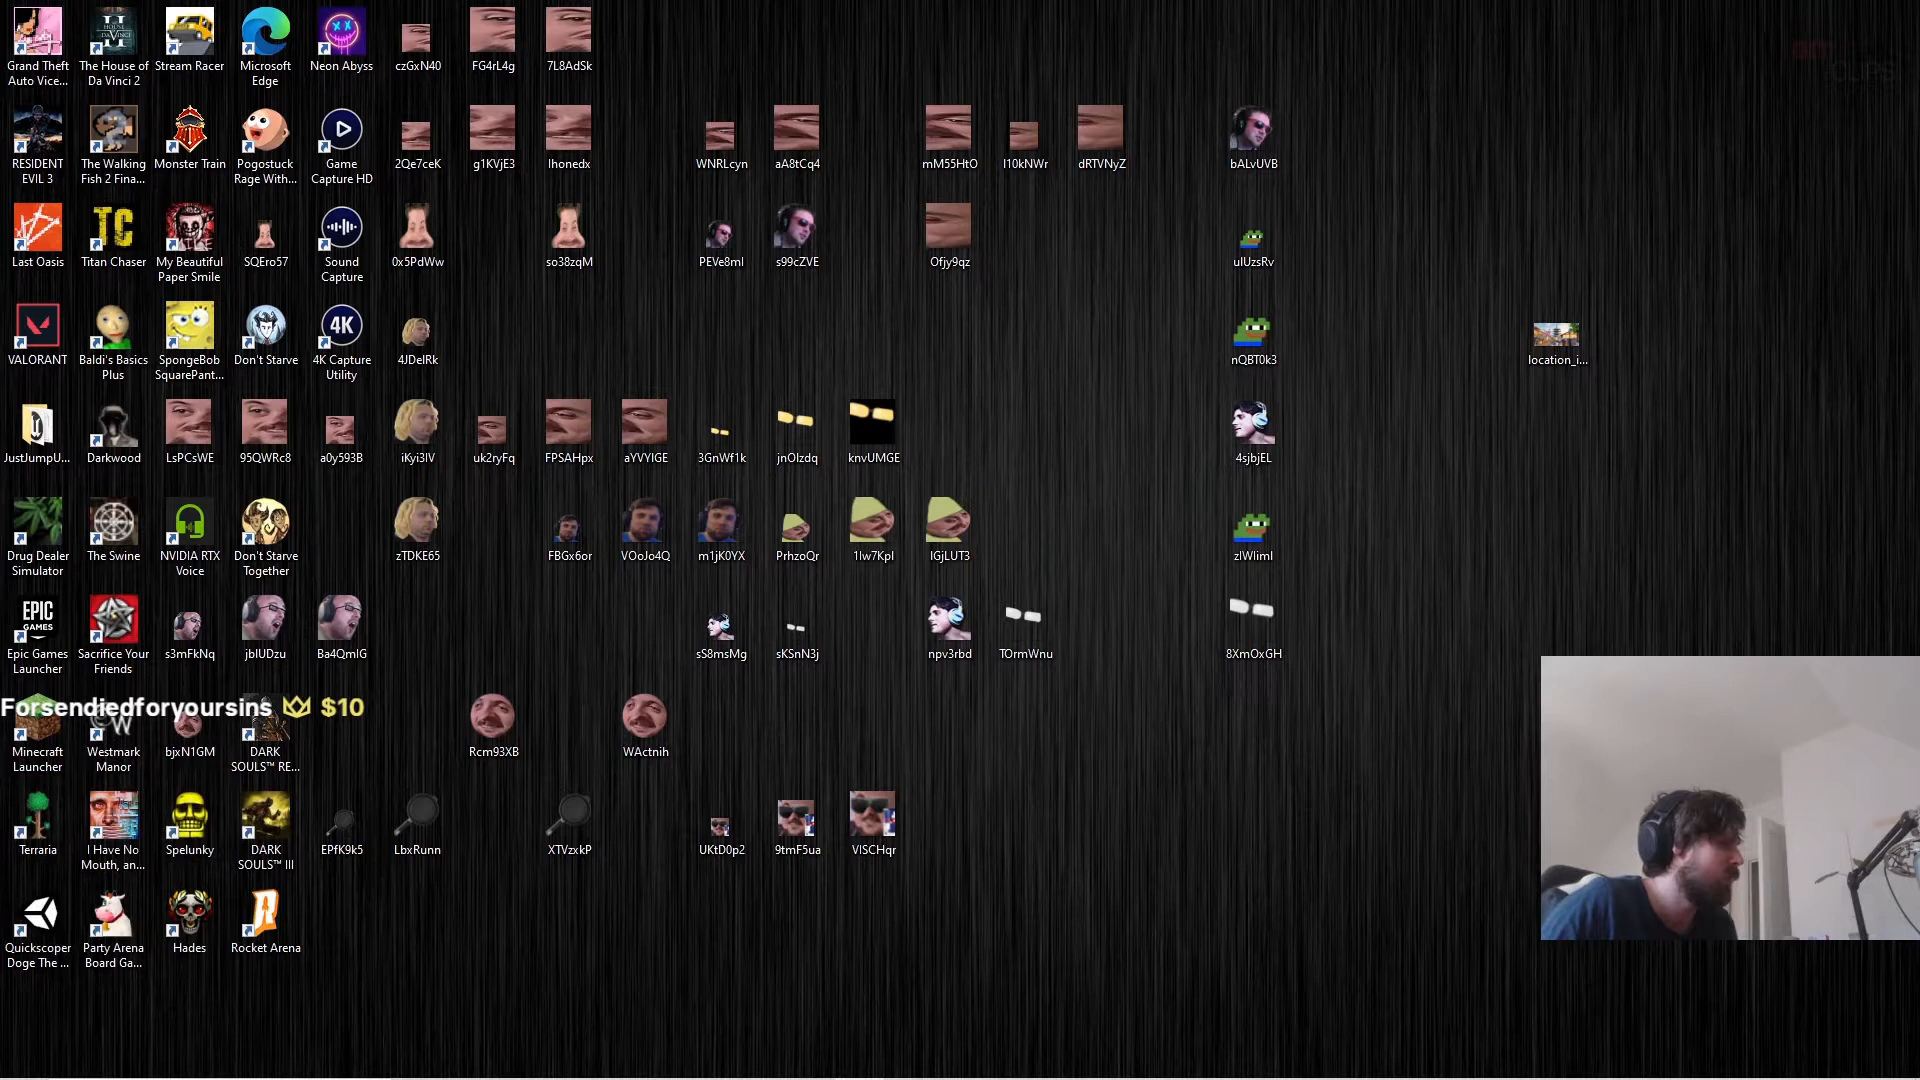 Grand Theft
Auto Vice...
The House of
Da Vinci 2
Stream Racer
Microsoft
Edge
Neon Abyss
czGxN40
FG4rL4g
7L8AdSk
CLIPS
RESIDENT
EVIL 3
The Walking
Fish 2 Fina...
Monster Train
Pogostuck
Rage With...
Game
Capture HD
2Qe7ceK
g1KVjE3
lhonedx
WNRLcyn
aA8tCq4
mM55HtO
l10kNWr
dRTVNyZ
bALvUVB
TC
Last Oasis
Titan Chaser
My Beautiful
Paper Smile
SQEro57
Sound
Capture
0x5PdWw
so38zqM
PEVe8ml
s99cZVE
Ofjy9qz
uIUzsRv
4K
VALORANT
Baldi's Basics
Plus
SpongeBob
SquarePant...
Don't Starve
4K Capture
Utility
4JDelRk
nQBT0k3
location_i...
JustJumpU...
Darkwood
LsPCsWE
95QWRc8
a0y593B
iKyi3lV
uk2ryFq
FPSAHpx
aYVYIGE
3GnWf1k
jnOlzdq
knvUMGE
4sjbjEL
Drug Dealer
Simulator
The Swine
NVIDIA RTX
Voice
Don't Starve
Together
zTDKE65
FBGx6or
VOoJo4Q
m1jK0YX
PrhzoQr
1lw7Kpl
IGjLUT3
zlWliml
EPIC
GAMES
Epic Games
Launcher
Sacrifice Your
Friends
s3mFkNq
jblUDzu
Ba4QmlG
sS8msMg
sKSnN3j
npv3rbd
TOrmWnu
8XmOxGH
Forsendiedforyoursins $10
Minecraft
Launcher
Westmark
Manor
bjxN1GM
DARK
SOULS™ RE...
Rcm93XB
WActnih
Terraria
I Have No
Mouth, an...
Spelunky
DARK
SOULS™ III
EPfK9k5
LbxRunn
XTVzxkP
UKtD0p2
9tmF5ua
VlSCHqr
Quickscoper
Doge The ...
Party Arena
Board Ga...
Hades
Rocket Arena